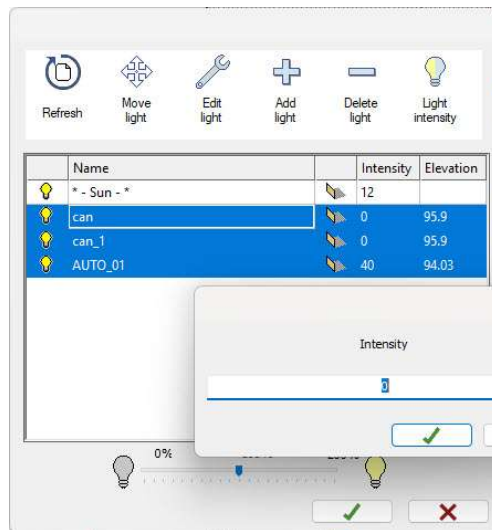 Refresh
Move light
Edit light
Add light
Delete light
Light intensity
Name Intensity Elevation
* - Sun - * 12
can 0 95.9
can_1 0 95.9
AUTO_01 40 94.03
Intensity
0
0%